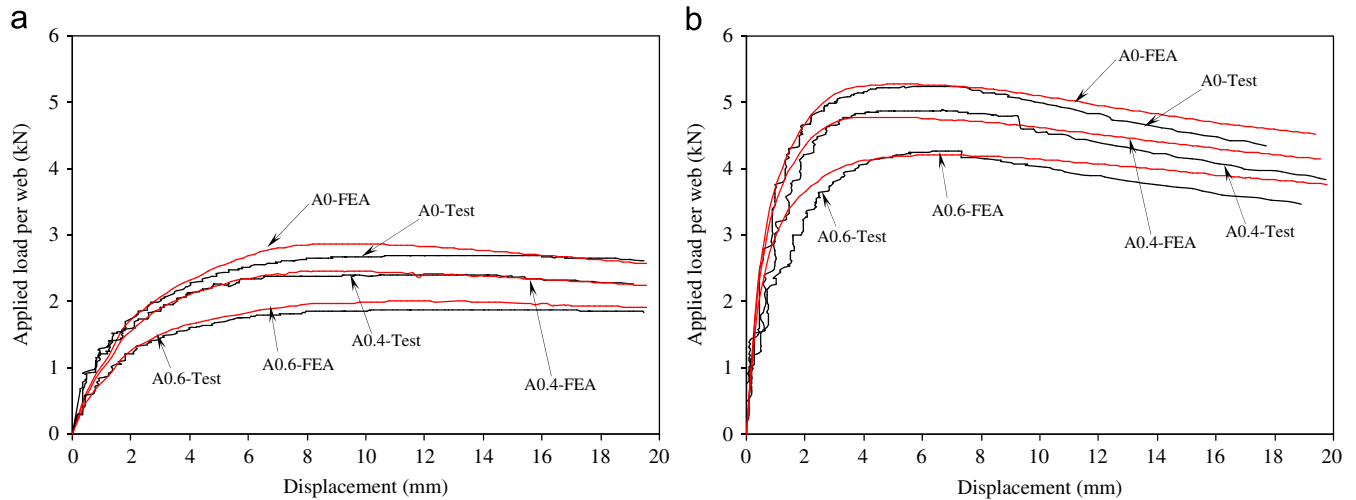 a
Applied load per web (kN)
6
5
4
3
2
1
0
A0-FEA
A0-Test
A0.4-Test
A0.4-FEA
A0.6-FEA
A0.6-Test
0 2 4 6 8 10 12 14 16 18 20
Displacement (mm)
b
Applied load per web (kN)
6
5
4
3
2
1
0
A0-FEA
A0-Test
A0.6-FEA
A0.4-Test
A0.6-Test
A0.4-FEA
0 2 4 6 8 10 12 14 16 18 20
Displacement (mm)